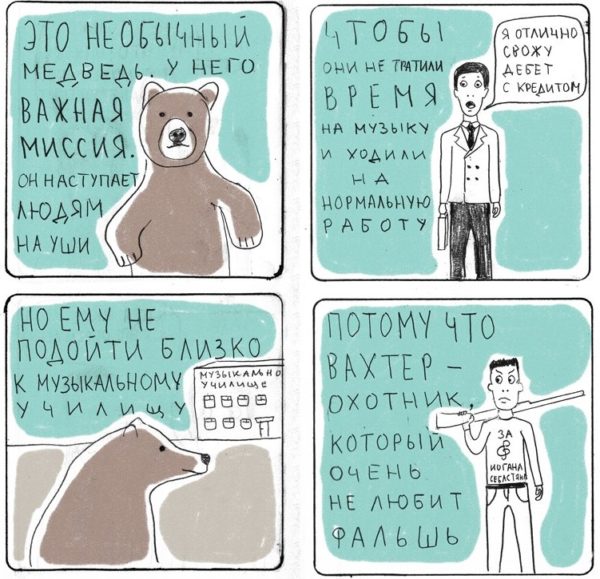 ЭТО НЕОБЫЧНЫЙ
МЕДВЕДЬ. У НЕГО
ВАЖНАЯ
МИССИЯ.
ОН НАСТУПАЕТ
ЛЮДЯМ
НА УШИ
ЧТОБЫ
ОНИ НЕ ТРАТИЛИ
ВРЕМЯ
НА МУЗЫКУ
И ХОДИЛИ
НА
НОРМАЛЬНУЮ
РАБОТУ
Я ОТЛИЧНО
СВОЖУ
ДЕБЕТ
С КРЕДИТОМ
НО ЕМУ НЕ
ПОДОЙТИ БЛИЗКО
К МУЗЫКАЛЬНОМУ
УЧИЛИЩУ
МУЗЫКАЛЬНО
УЧИЛИЩЕ
ПОТОМУ ЧТО
ВАХТЕР –
ОХОТНИК,
КОТОРЫЙ
ОЧЕНЬ
НЕ ЛЮБИТ
ФАЛЬШЬ
ЗА
ИОГАНА
СЕБАСТЯНА